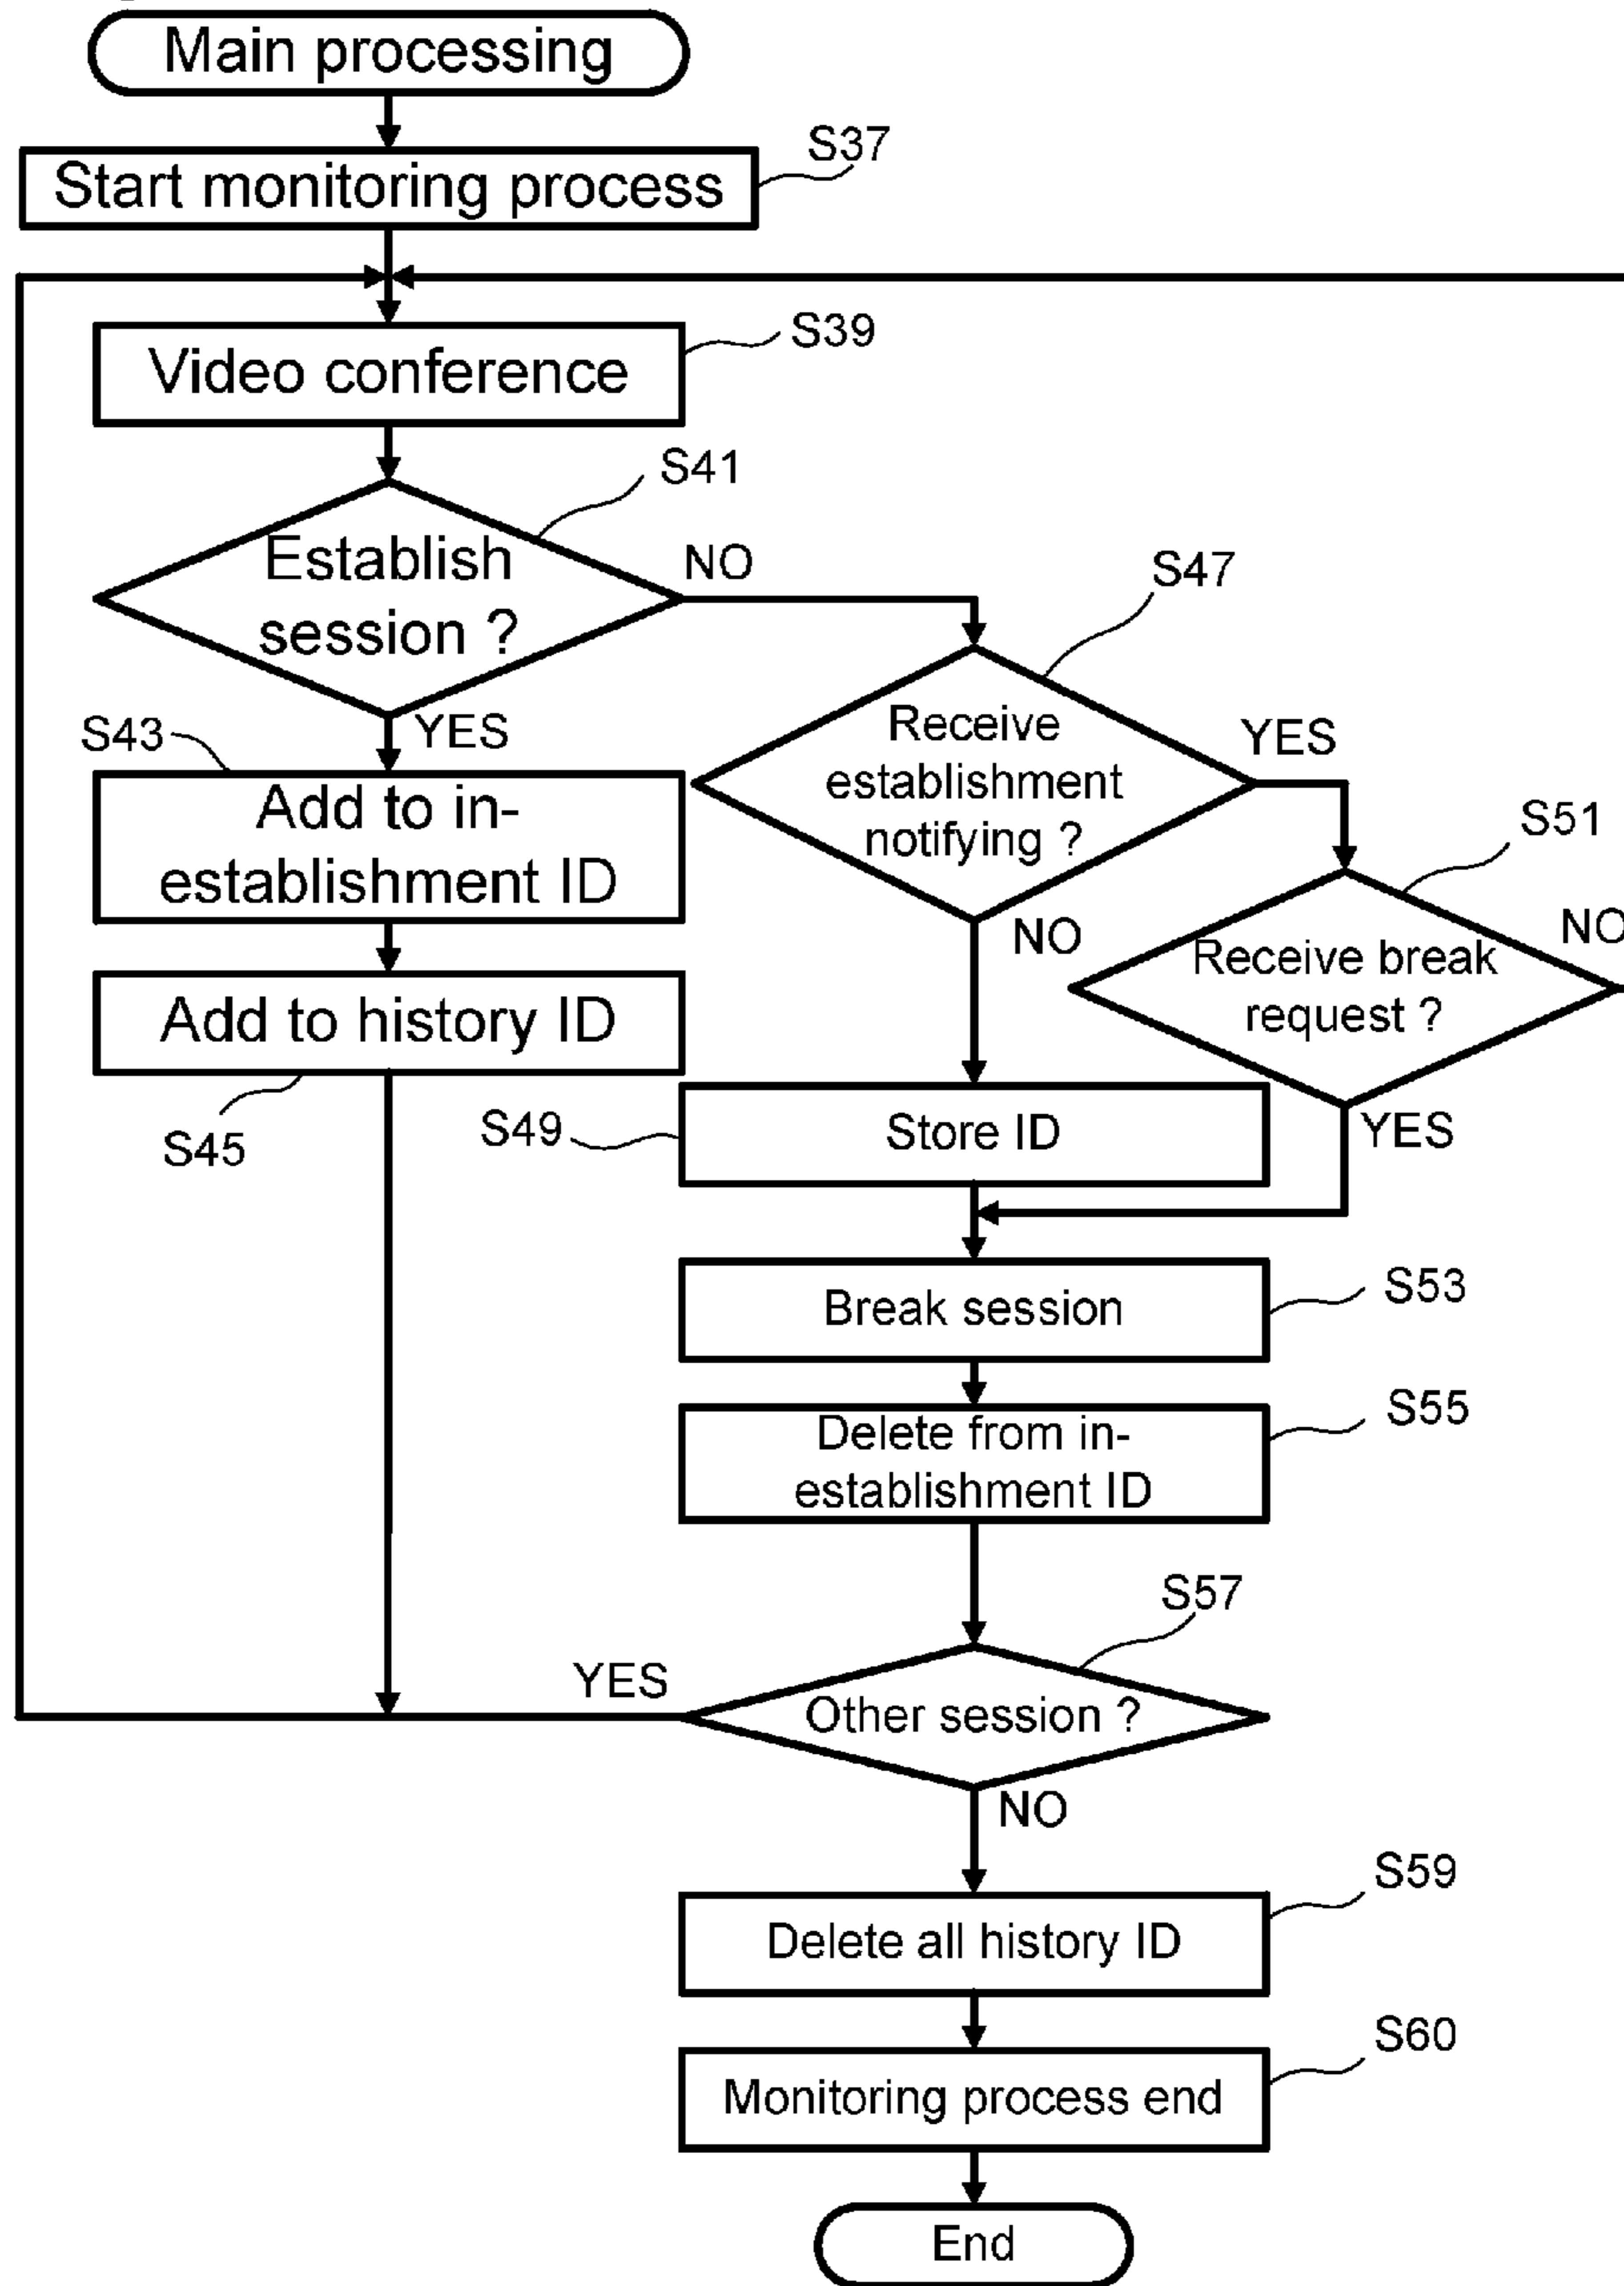 Main processing
S37
Start monitoring process
S39
Video conference
S41
Establish
session ?
NO
S47
YES
S43
Add to in-
establishment ID
Receive
establishment
notifying ?
YES
NO
S51
Receive break
request ?
NO
YES
Add to history ID
S45
S49
Store ID
S53
Break session
S55
Delete from in-
establishment ID
S57
YES
Other session ?
NO
S59
Delete all history ID
S60
Monitoring process end
End